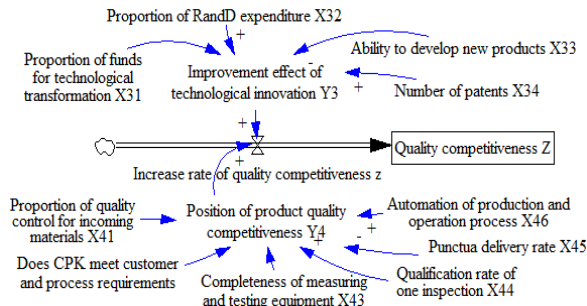 Proportion of RandD expenditure X32
+
Proportion of funds
for technological
transformation X31
-
Ability to develop new products X33
Improvement effect of
technological innovation Y3
+
Number of patents X34
+
Quality competitiveness Z
+
Increase rate of quality competitiveness z
Proportion of quality
control for incoming
materials X41
Position of product quality
competitiveness Y4
+
-
+
Automation of production and
operation process X46
Punctua delivery rate X45
Does CPK meet customer
and process requirements
Completeness of measuring
and testing equipment X43
Qualification rate of
one inspection X44